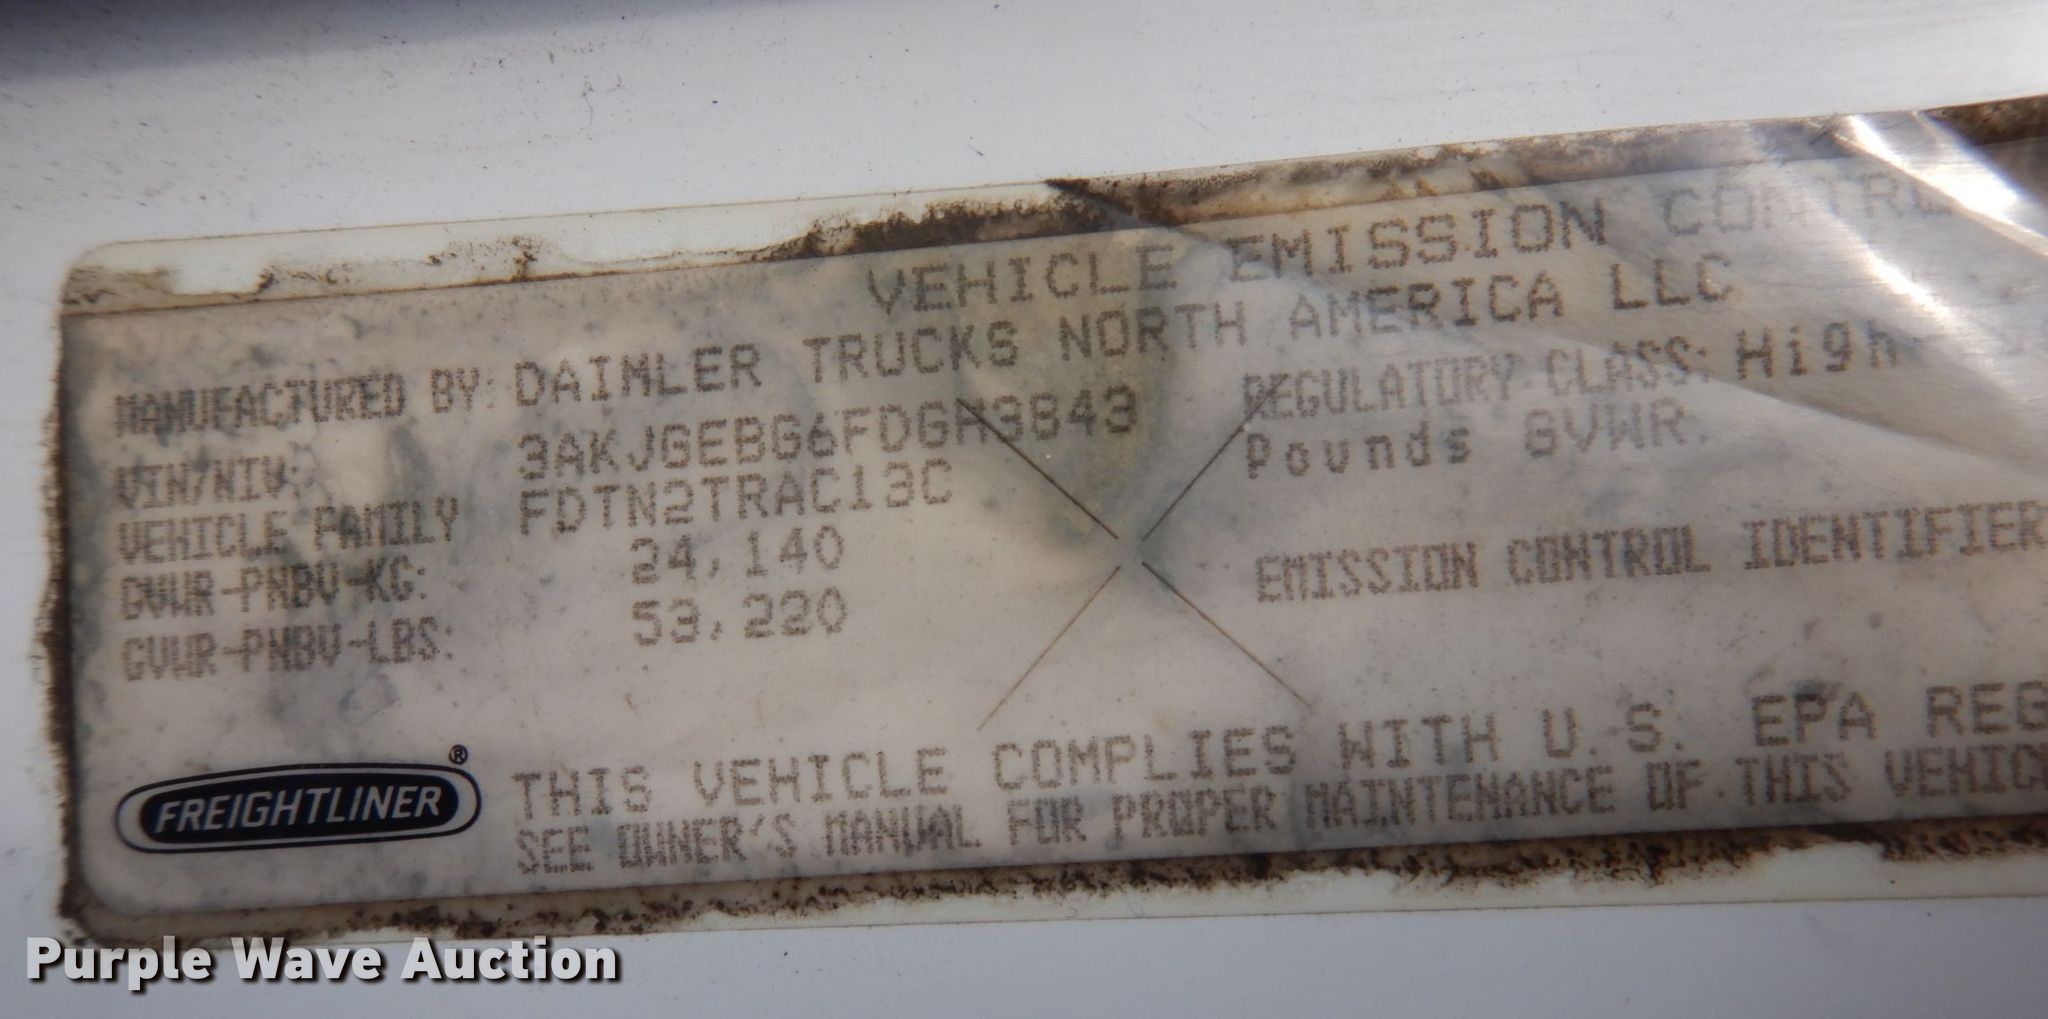 VEHICLE EMISSION CONTRO
MANUFACTURED BY: DAIMLER TRUCKS NORTH AMERICA LLC
VIN/NIV: 3AKJGEBG6FDGH3843
REGULATORY CLASS: High
Pounds GVWR.
VEHICLE FAMILY FDTN2TRAC13C
GVWR-PNBV-KG: 24,140
EMISSION CONTROL IDENTIFIER
GVWR-PNBV-LBS: 53,220
FREIGHTLINER®
THIS VEHICLE COMPLIES WITH U.S. EPA REG
SEE OWNER'S MANUAL FOR PROPER MAINTENANCE OF THIS VEHIC
Purple Wave Auction